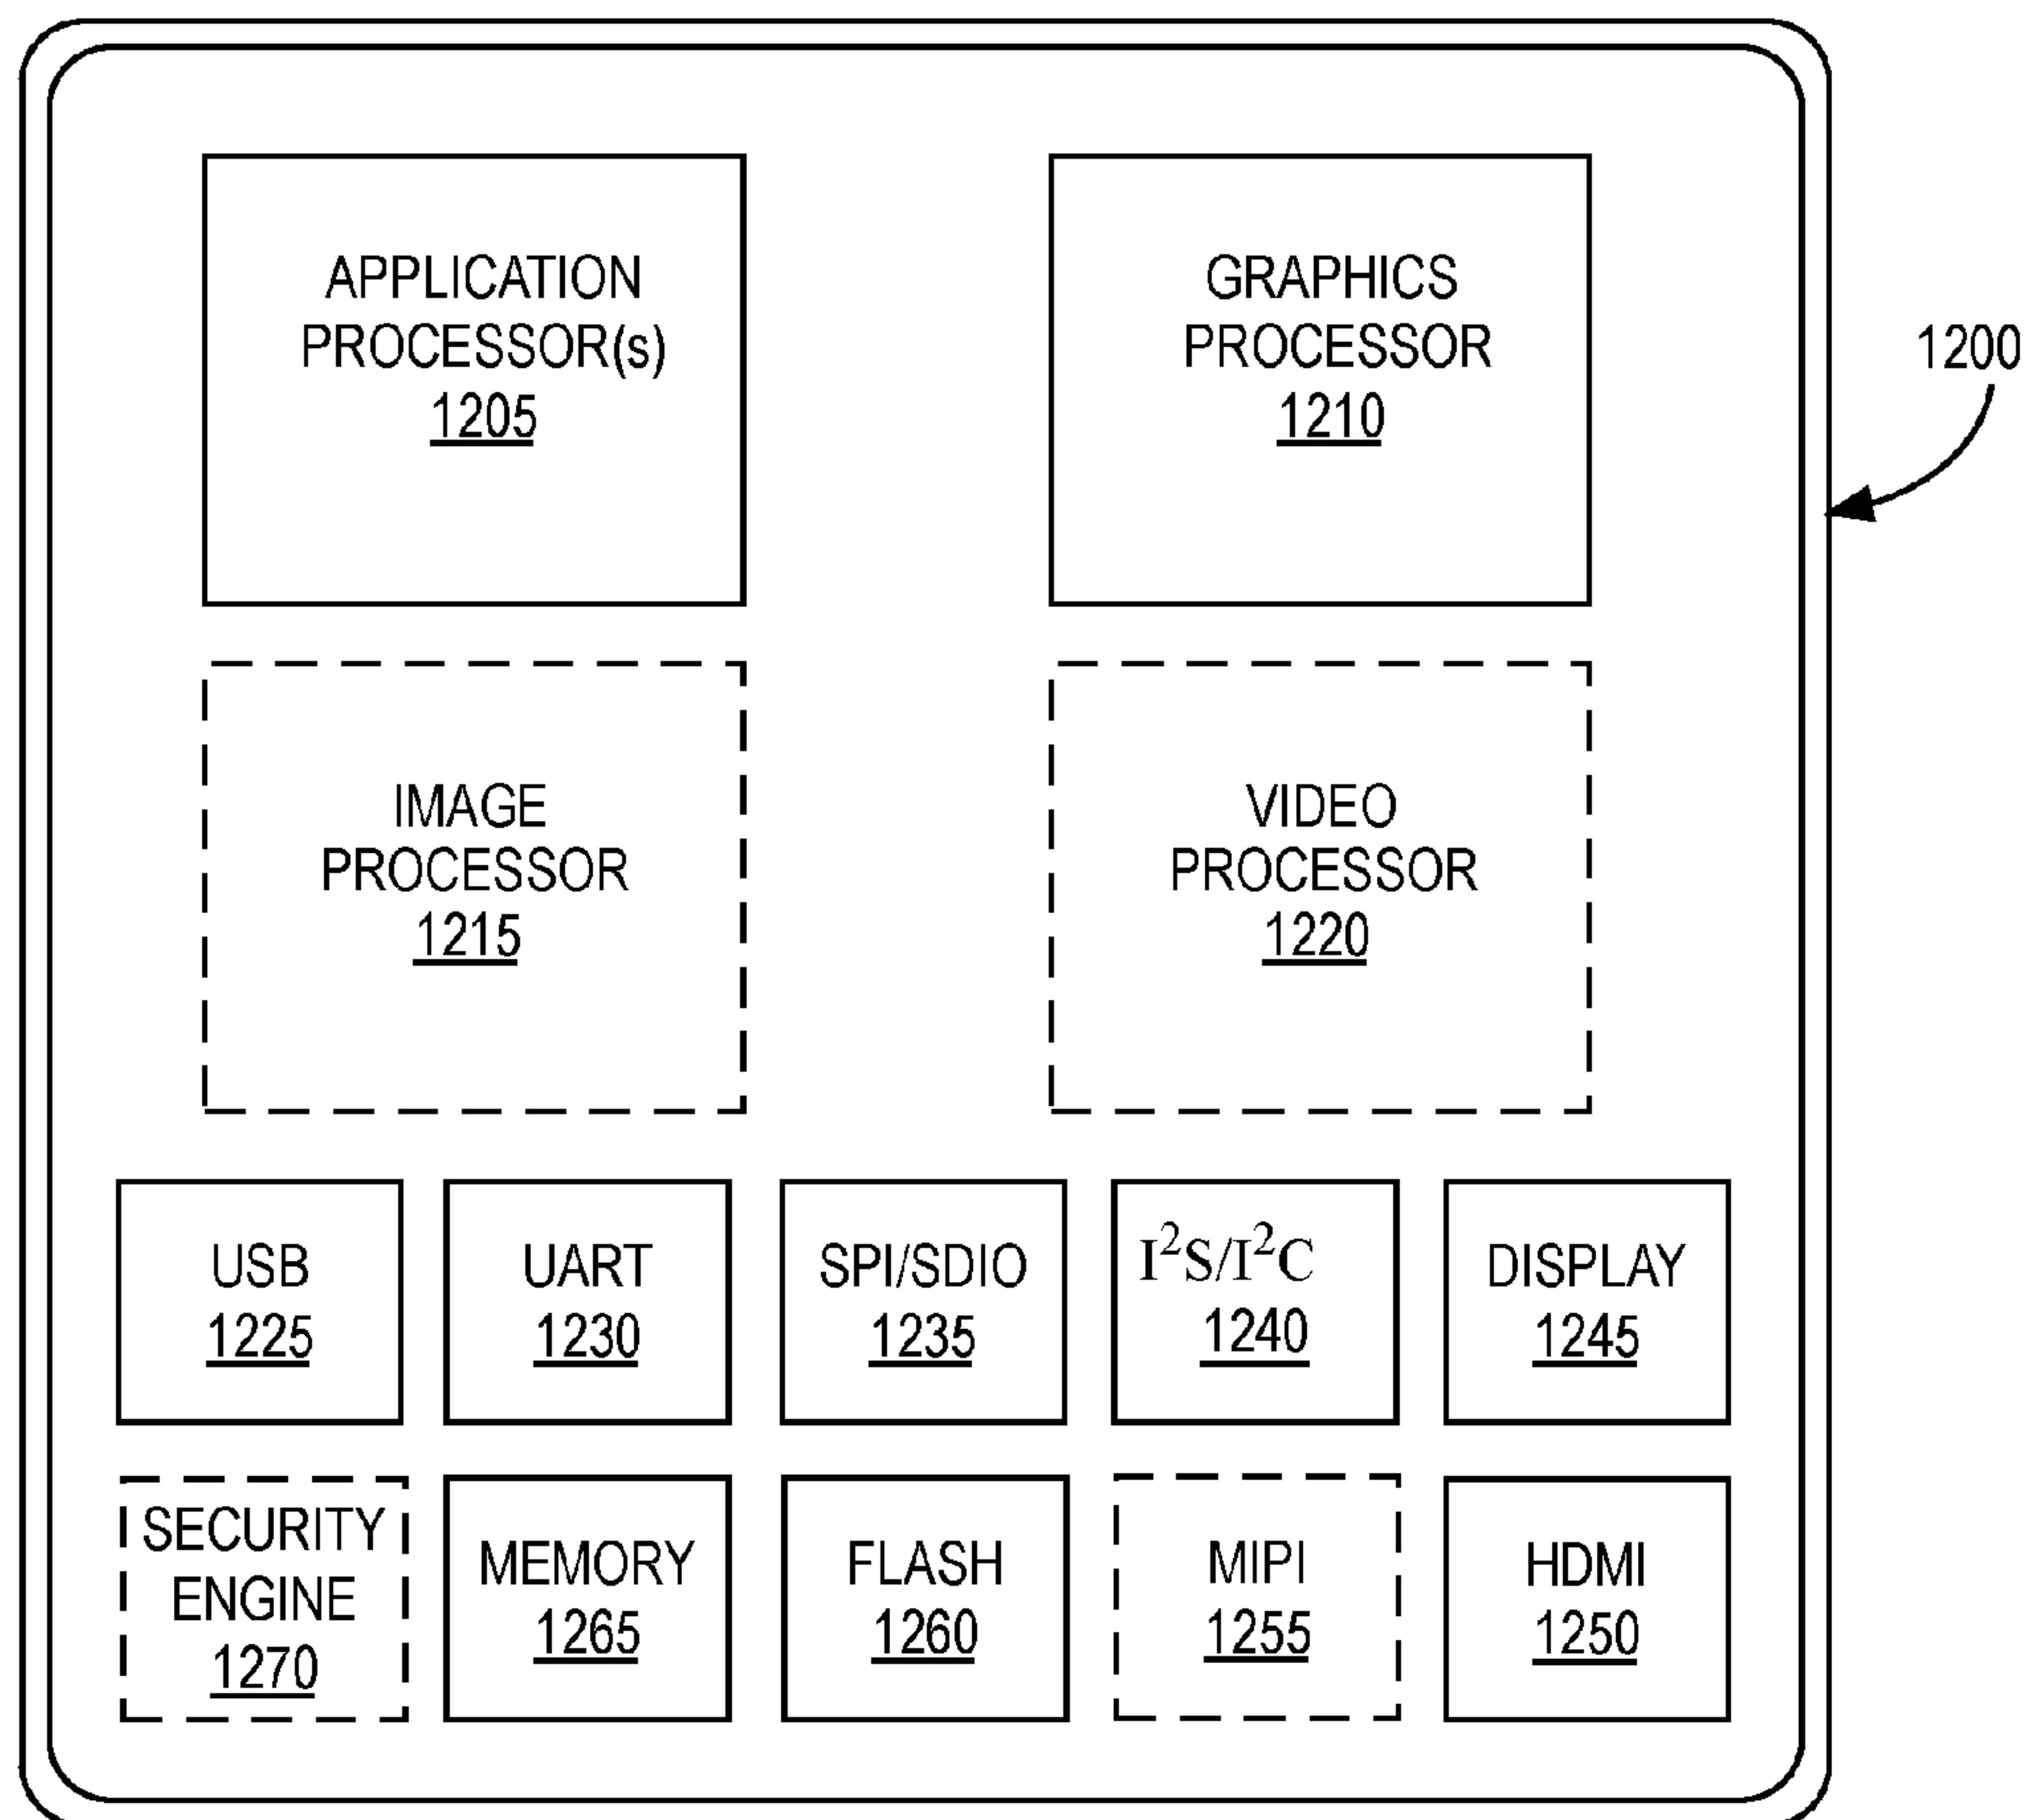 APPLICATION
PROCESSOR(s)
1205
GRAPHICS
PROCESSOR
1210
1200
IMAGE
PROCESSOR
1215
VIDEO
PROCESSOR
1220
USB
1225
UART
1230
SPI/SDIO
1235
I²S/I²C
1240
DISPLAY
1245
SECURITY
ENGINE
1270
MEMORY
1265
FLASH
1260
MIPI
1255
HDMI
1250